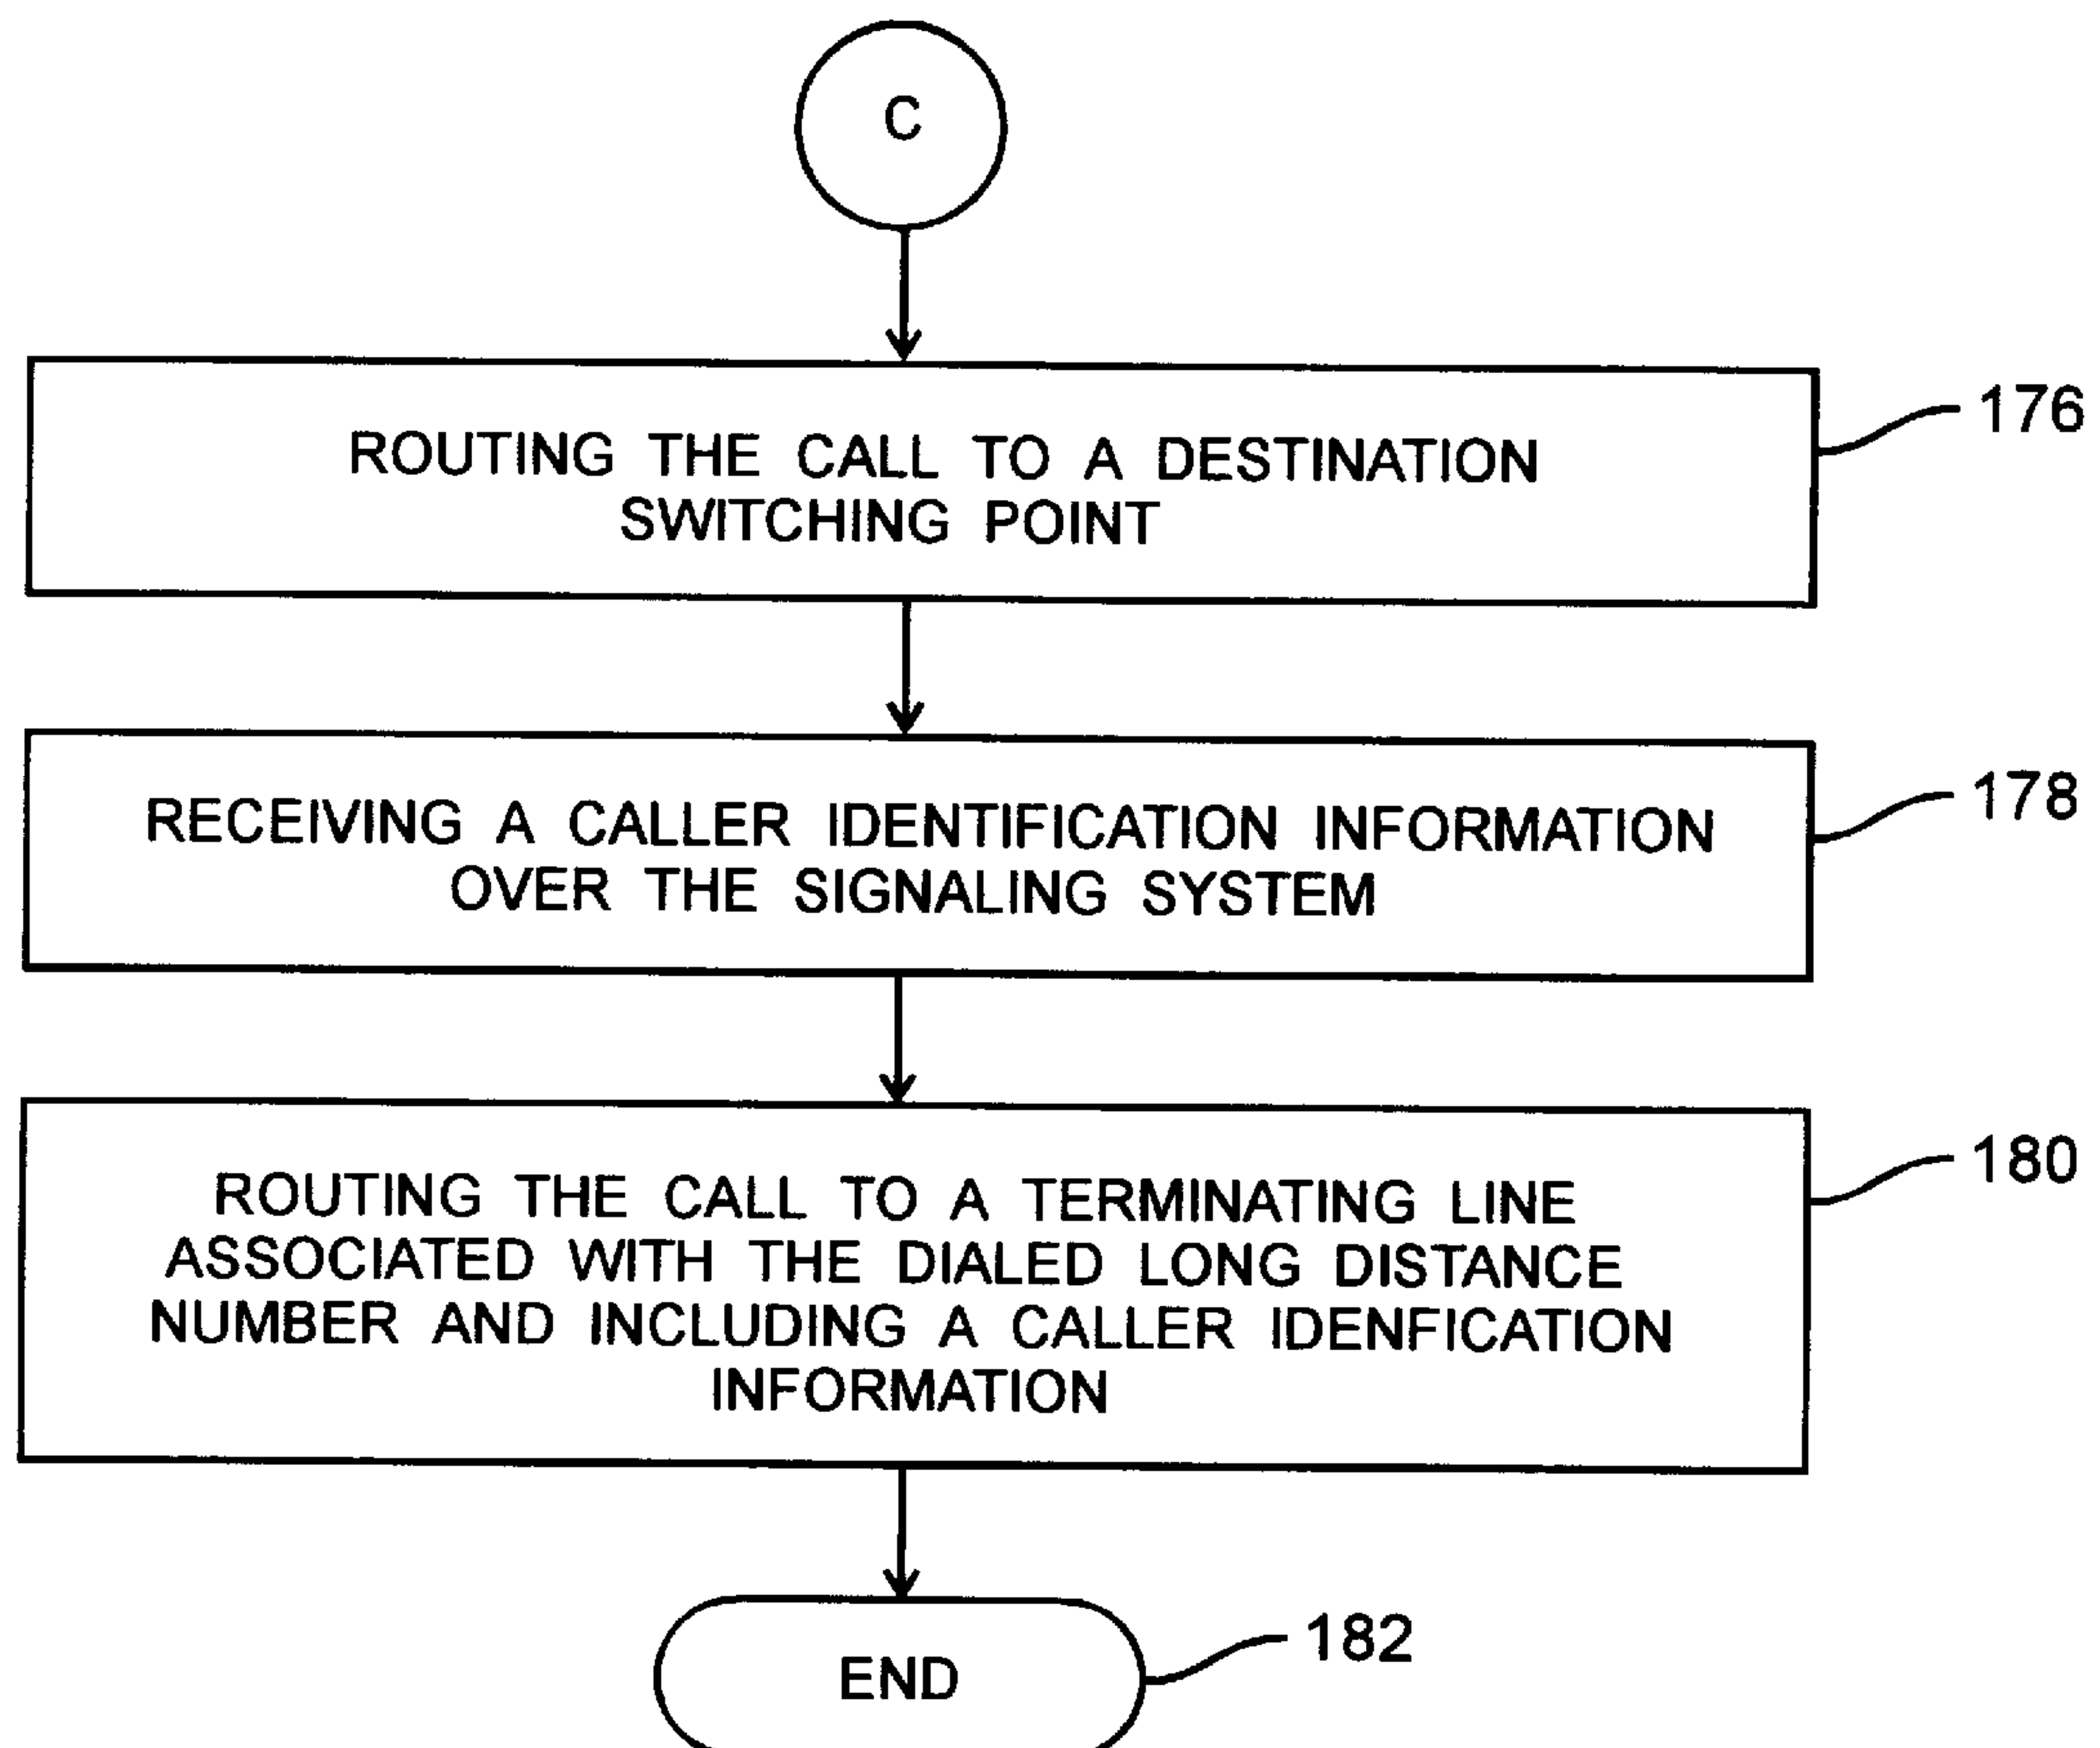 C
ROUTING THE CALL TO A DESTINATION
SWITCHING POINT
176
RECEIVING A CALLER IDENTIFICATION INFORMATION
OVER THE SIGNALING SYSTEM
178
ROUTING THE CALL TO A TERMINATING LINE
ASSOCIATED WITH THE DIALED LONG DISTANCE
NUMBER AND INCLUDING A CALLER IDENFICATION
INFORMATION
180
END
182